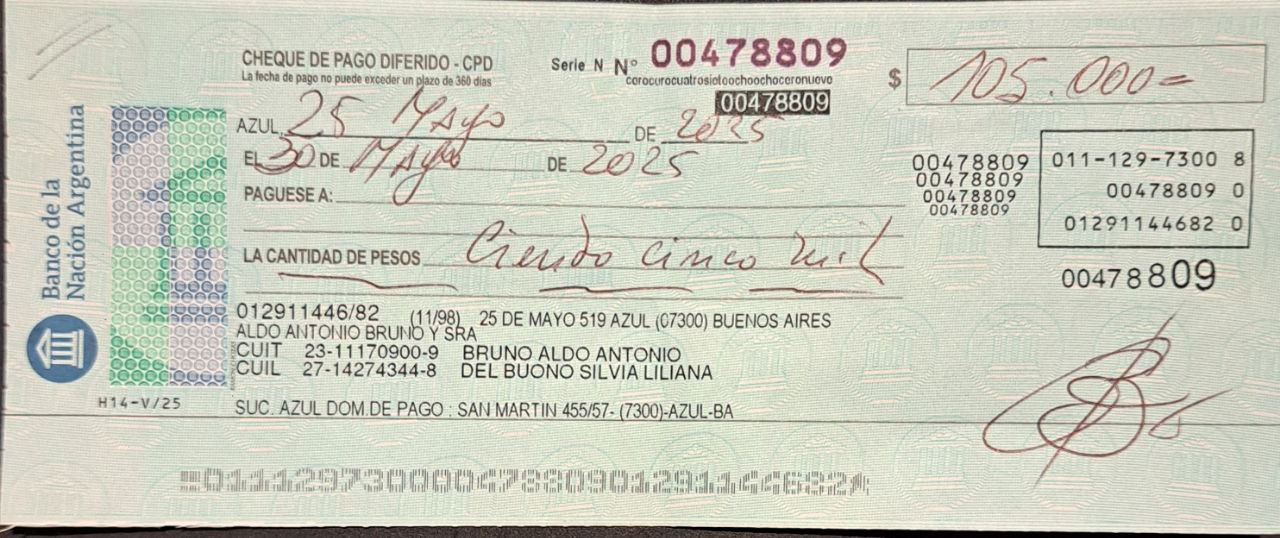 CHEQUE DE PAGO DIFERIDO - CPD
La fecha de pago no puede exceder un plazo de 360 días
Serie N Nº 00478809
cerocerocuatrosieteochoochoceronueve
00478809
$ 105.000=
AZUL, 25 Mayo DE 2025
EL 30 DE Mayo DE 2025
PAGUESE A:
LA CANTIDAD DE PESOS Ciento cinco mil
00478809
00478809
00478809
00478809
011-129-7300 8
00478809 0
01291144682 0
00478809
Banco de la
Nación Argentina
012911446/82 (11/98) 25 DE MAYO 519 AZUL (07300) BUENOS AIRES
ALDO ANTONIO BRUNO Y SRA
CUIT 23-11170900-9 BRUNO ALDO ANTONIO
CUIL 27-14274344-8 DEL BUONO SILVIA LILIANA
H14-V/25
SUC. AZUL DOM.DE PAGO : SAN MARTIN 455/57- (7300)-AZUL-BA
01112973000047880901291144682